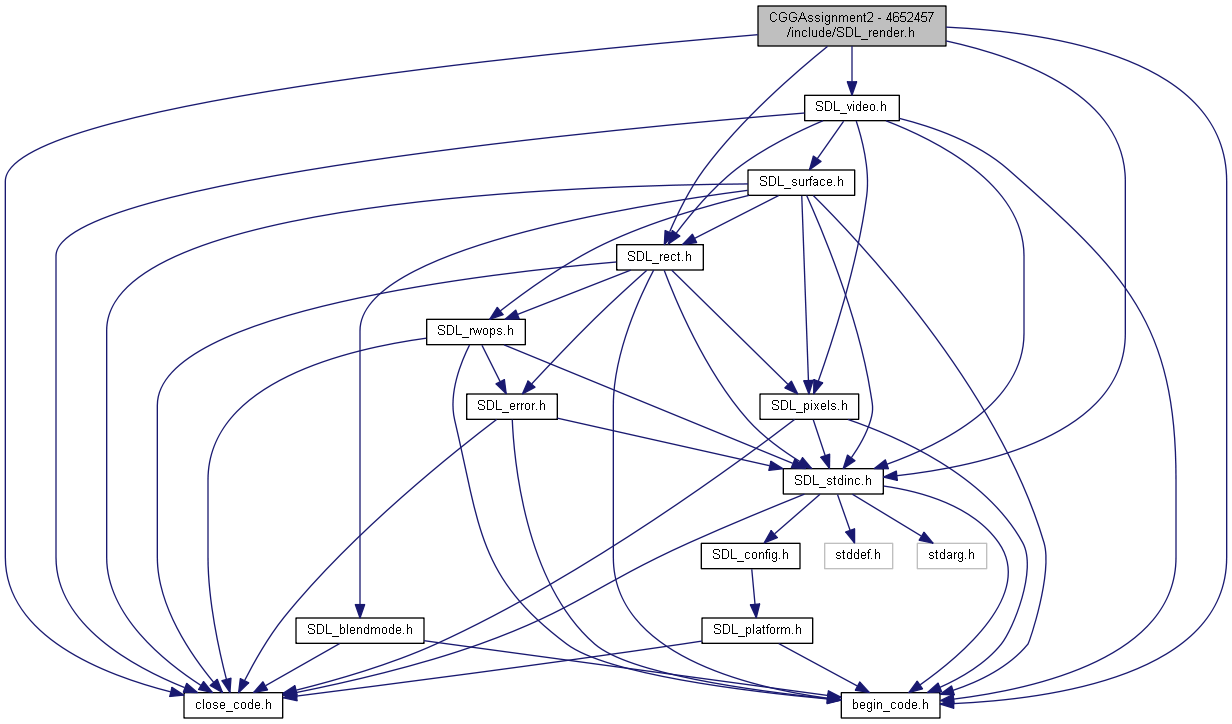 CGGAssignment2 - 4652457
/include/SDL_render.h
SDL_video.h
SDL_surface.h
SDL_rect.h
SDL_rwops.h
SDL_error.h
SDL_pixels.h
SDL_stdinc.h
SDL_config.h
stddef.h
stdarg.h
SDL_blendmode.h
SDL_platform.h
close_code.h
begin_code.h